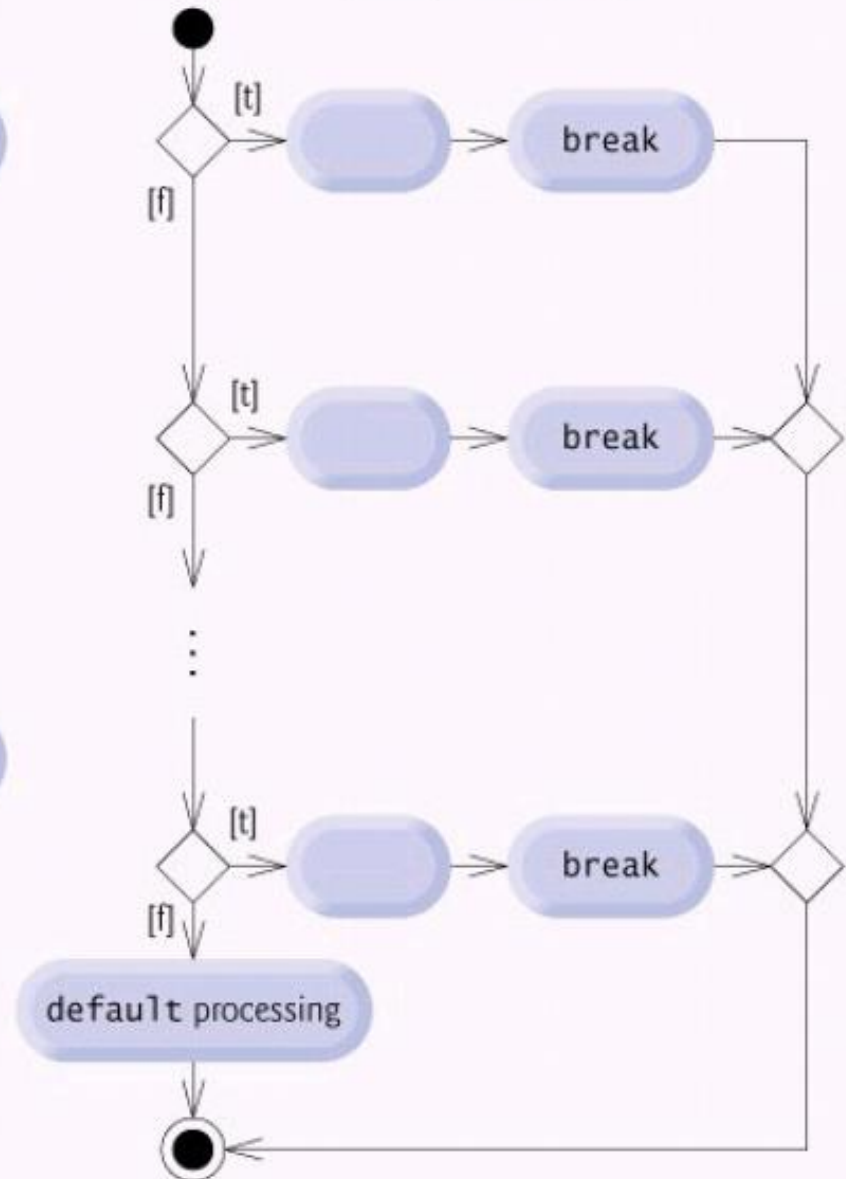 [t]
break
[f]
[t]
break
[f]
⋮
[t]
break
[f]
default processing